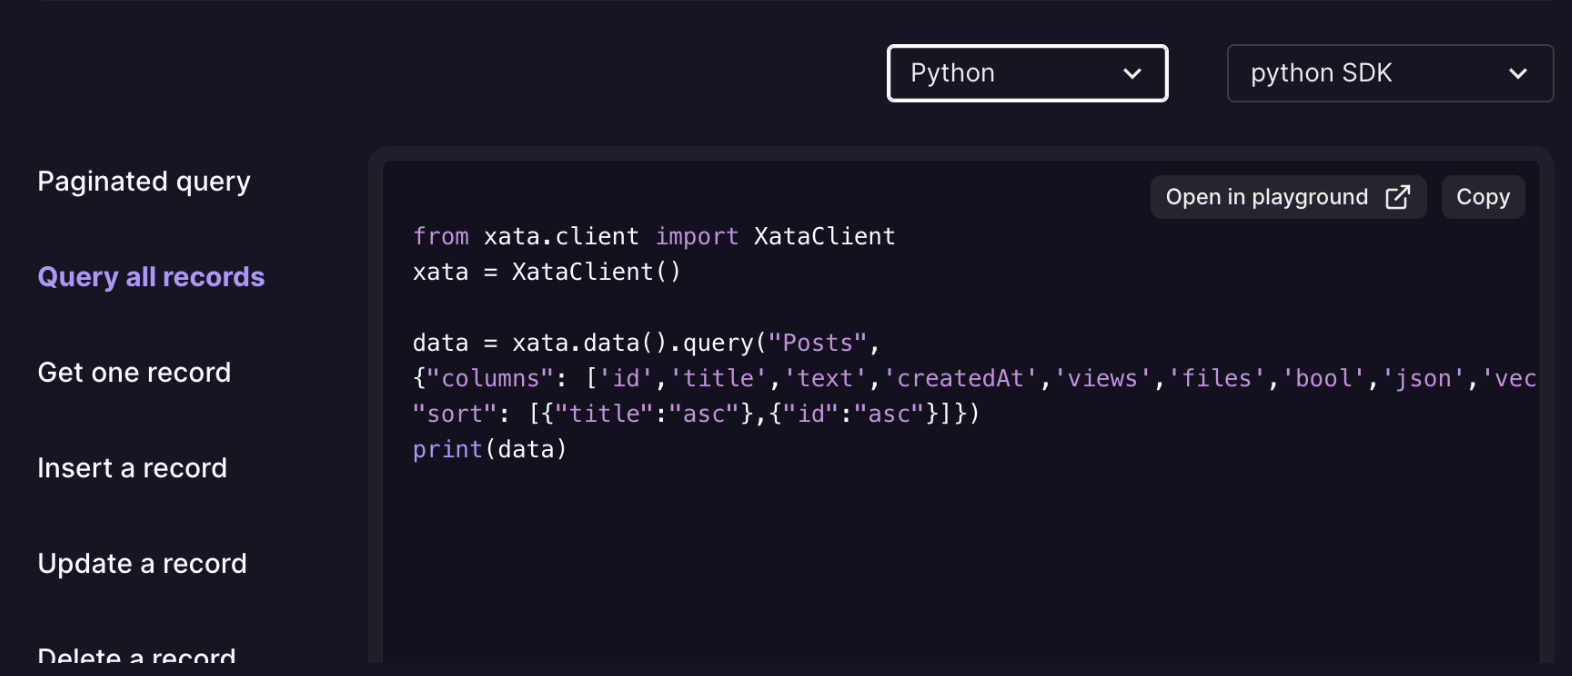 Python
python SDK
Paginated query
Query all records
Get one record
Insert a record
Update a record
Delete a record
Open in playground
Copy
from xata.client import XataClient
xata = XataClient()
data = xata.data().query("Posts",
{"columns": ['id','title','text','createdAt','views','files','bool','json','vec
"sort": [{"title":"asc"},{"id":"asc"}]})
print(data)